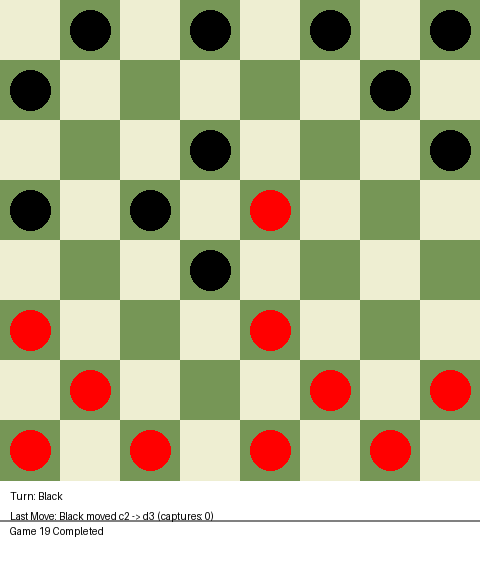 Turn: Black
Last Move: Black moved c2 -> d3 (captures: 0)
Game 19 Completed